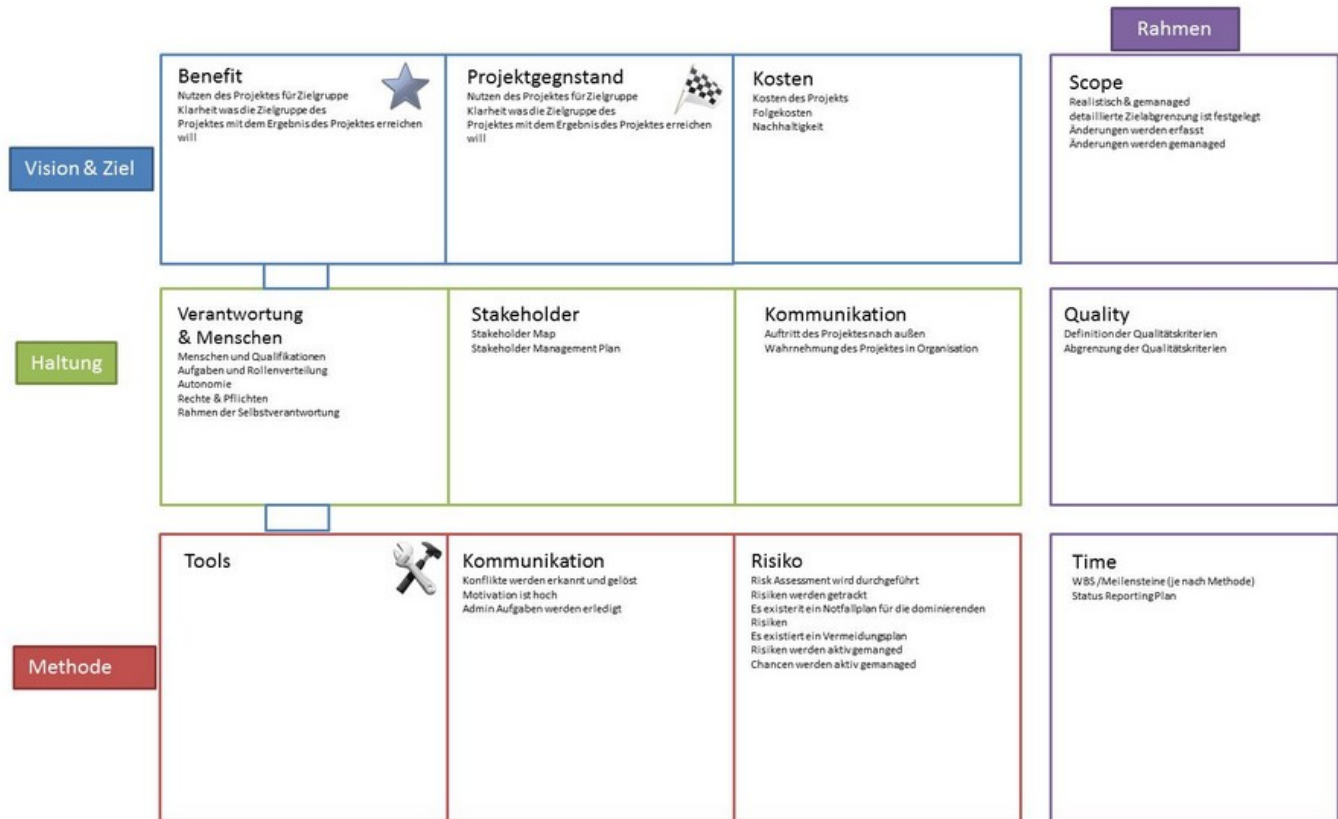 Rahmen
Vision & Ziel
Benefit
Nutzen des Projektes für Zielgruppe
Klarheit was die Zielgruppe des
Projektes mit dem Ergebnis des Projektes erreichen
will
Projektgegnstand
Nutzen des Projektes für Zielgruppe
Klarheit was die Zielgruppe des
Projektes mit dem Ergebnis des Projektes erreichen
will
Kosten
Kosten des Projekts
Folgekosten
Nachhaltigkeit
Scope
Realistisch & gemanaged
detaillierte Zielabgrenzung ist festgelegt
Änderungen werden erfasst
Änderungen werden gemanaged
Haltung
Verantwortung
& Menschen
Menschen und Qualifikationen
Aufgaben und Rollenverteilung
Autonomie
Rechte & Pflichten
Rahmen der Selbstverantwortung
Stakeholder
Stakeholder Map
Stakeholder Management Plan
Kommunikation
Auftritt des Projektes nach außen
Wahrnehmung des Projektes in Organisation
Quality
Definition der Qualitätskriterien
Abgrenzung der Qualitätskriterien
Methode
Tools
Kommunikation
Konflikte werden erkannt und gelöst
Motivation ist hoch
Admin Aufgaben werden erledigt
Risiko
Risk Assessment wird durchgeführt
Risiken werden getrackt
Es existerit ein Notfallplan für die dominierenden
Risiken
Es existiert ein Vermeidungsplan
Risiken werden aktiv gemanged
Chancen werden aktiv gemanaged
Time
WBS /Meilensteine (je nach Methode)
Status Reporting Plan